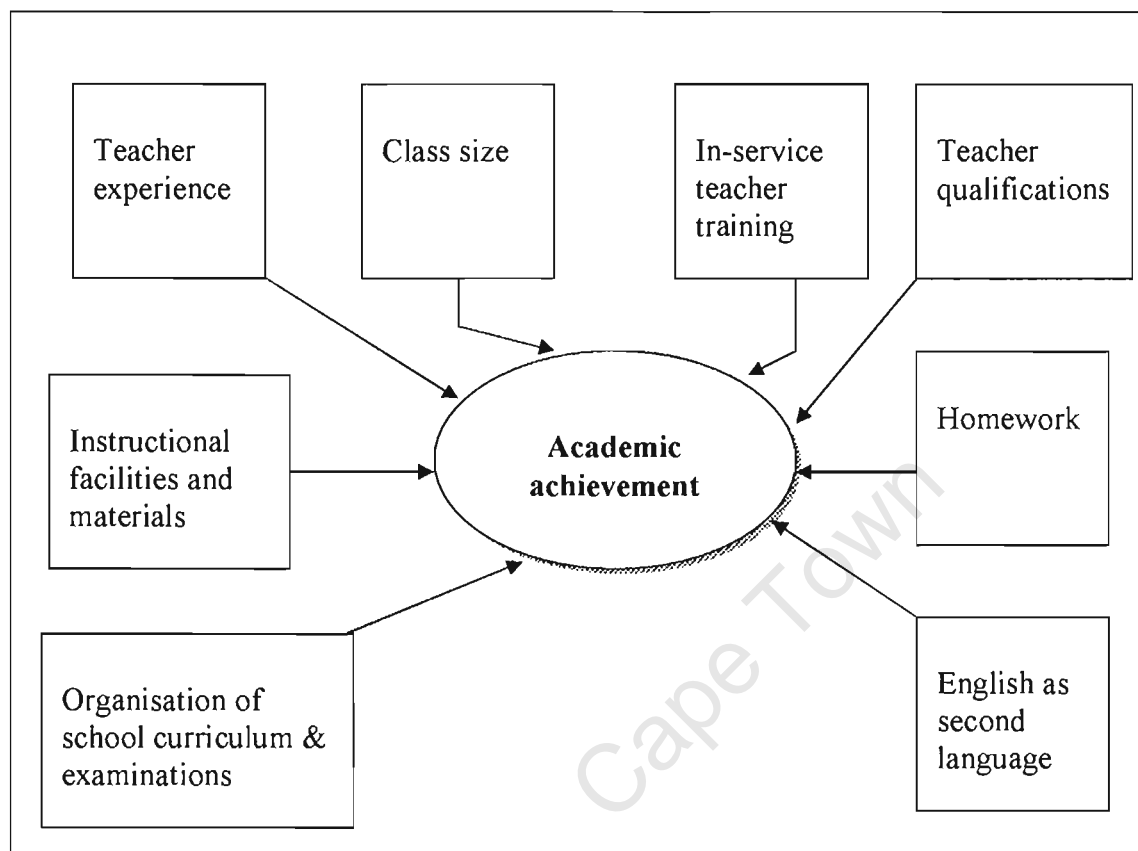 Teacher
experience
Class size
In-service
teacher
training
Teacher
qualifications
Instructional
facilities and
materials
Academic
achievement
Homework
Organisation of
school curriculum &
examinations
English as
second
language
Cape Town